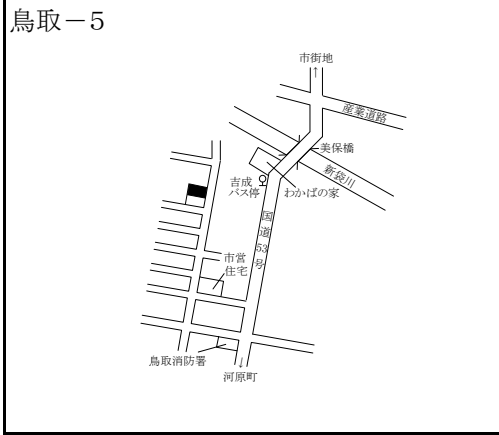 鳥取－5
市街地
↑
産業道路
美保橋
新袋川
吉成
バス停
わかばの家
国道53号
市営
住宅
鳥取消防署
↓
河原町